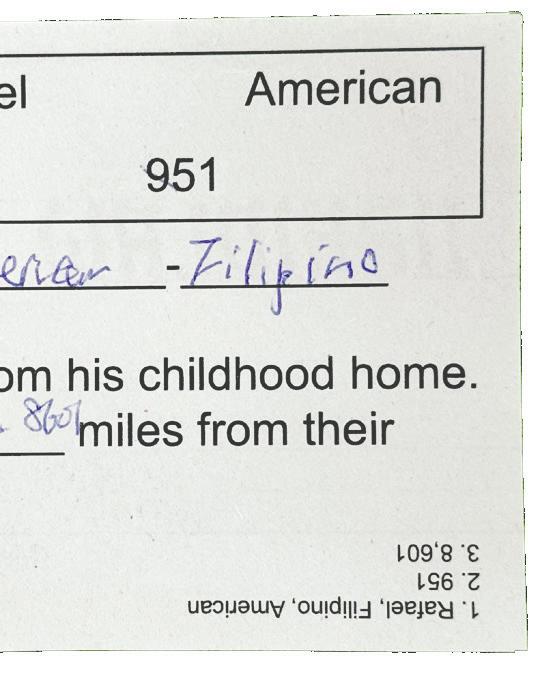 el American
951
erican - Filipino
om his childhood home.
8601 miles from their
1. Rafael, Filipino, American
2. 951
3. 8,601